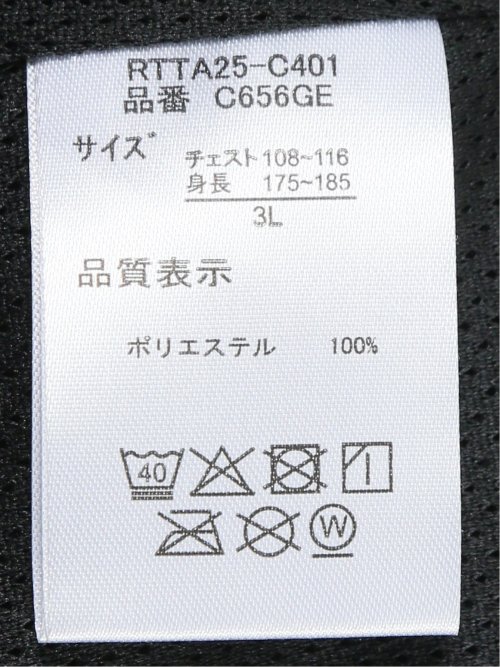 RTTA25-C401
品番 C656GE
サイズ
チェスト 108~116
身長 175~185
3L
品質表示
ポリエステル 100%
40
W